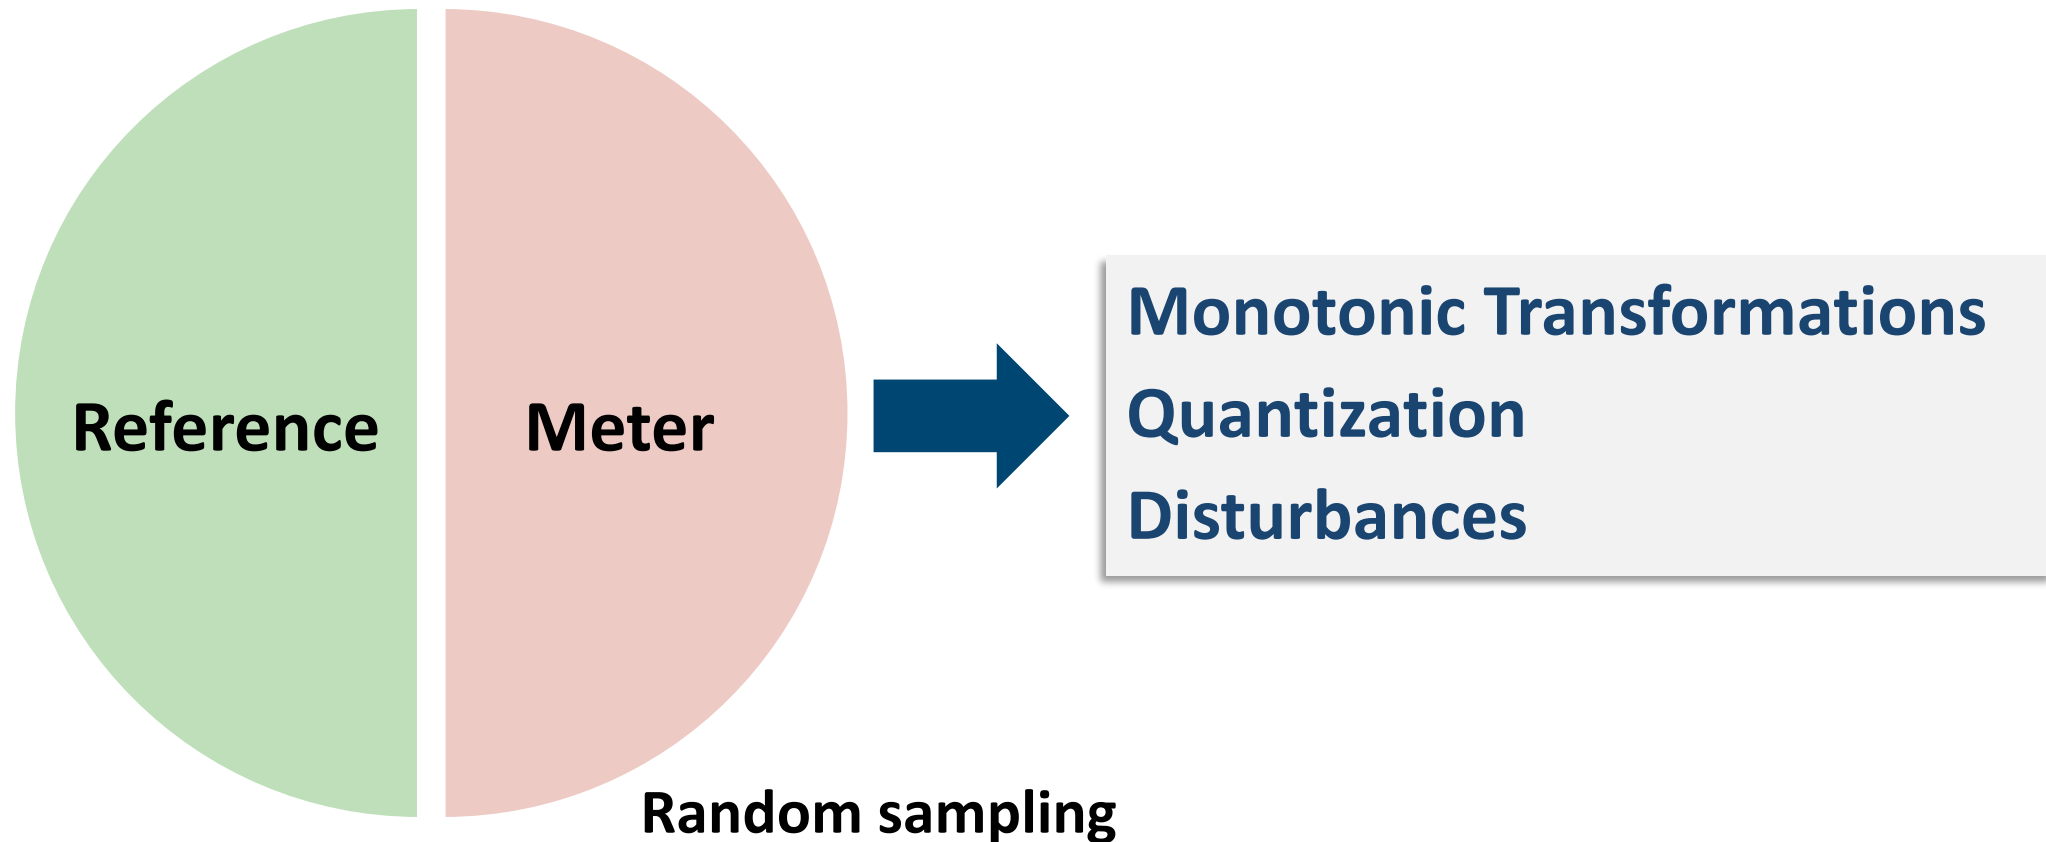 Reference
Meter
Monotonic Transformations
Quantization
Disturbances
Random sampling